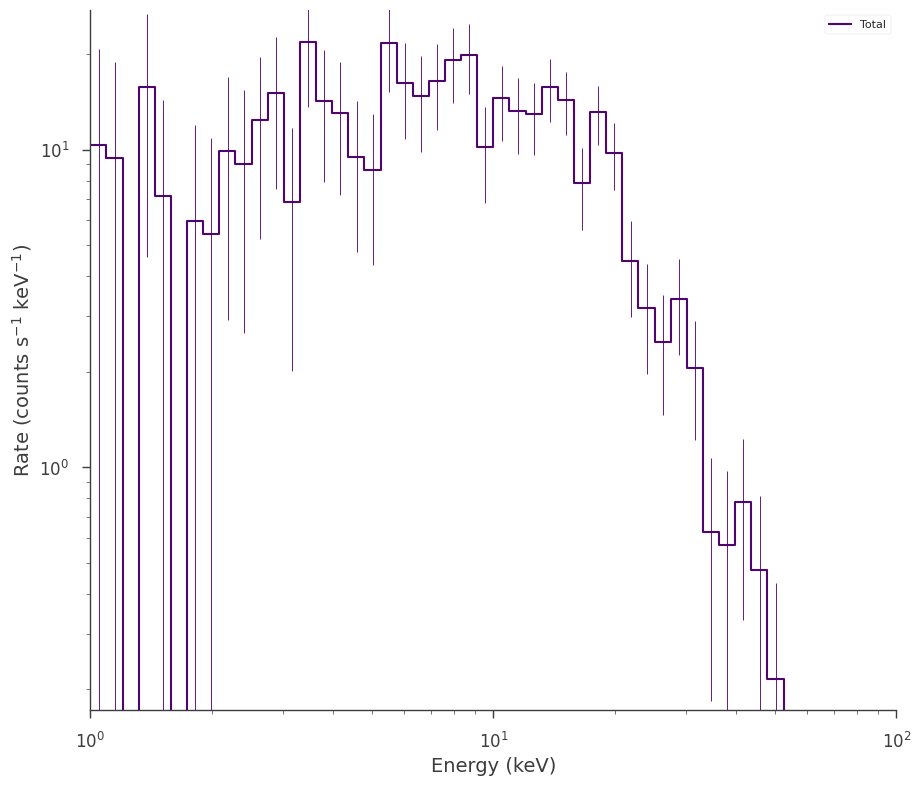 Total
Rate (counts s⁻¹ keV⁻¹)
10¹
10⁰
10⁰ 10¹ 10²
Energy (keV)